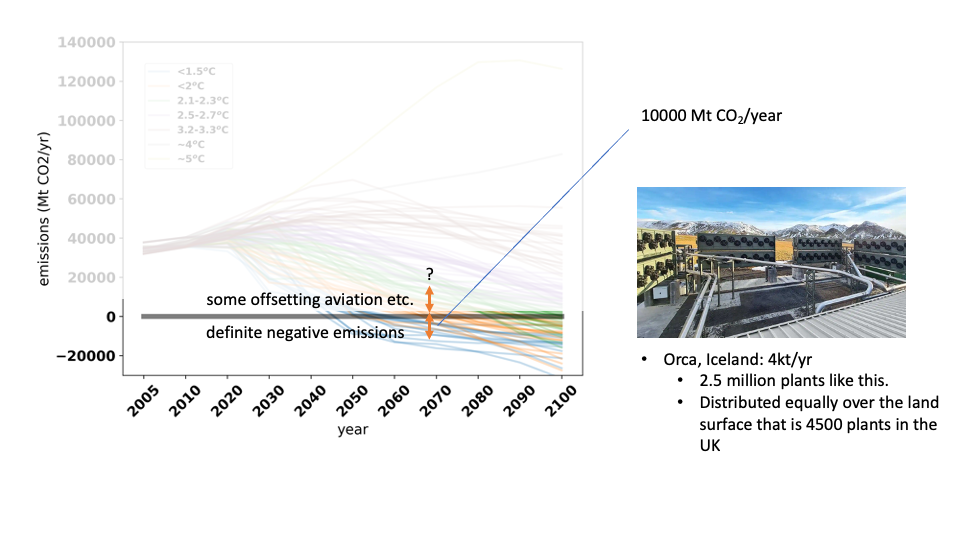 140000
120000
100000
80000
60000
40000
20000
0
−20000
emissions (Mt CO2/yr)
<1.5°C
<2°C
2.1-2.3°C
2.5-2.7°C
3.2-3.3°C
~4°C
~5°C
?
some offsetting aviation etc.
definite negative emissions
2005
2010
2020
2030
2040
2050
2060
2070
2080
2090
2100
year
10000 Mt CO₂/year
• Orca, Iceland: 4kt/yr
• 2.5 million plants like this.
• Distributed equally over the land
surface that is 4500 plants in the
UK